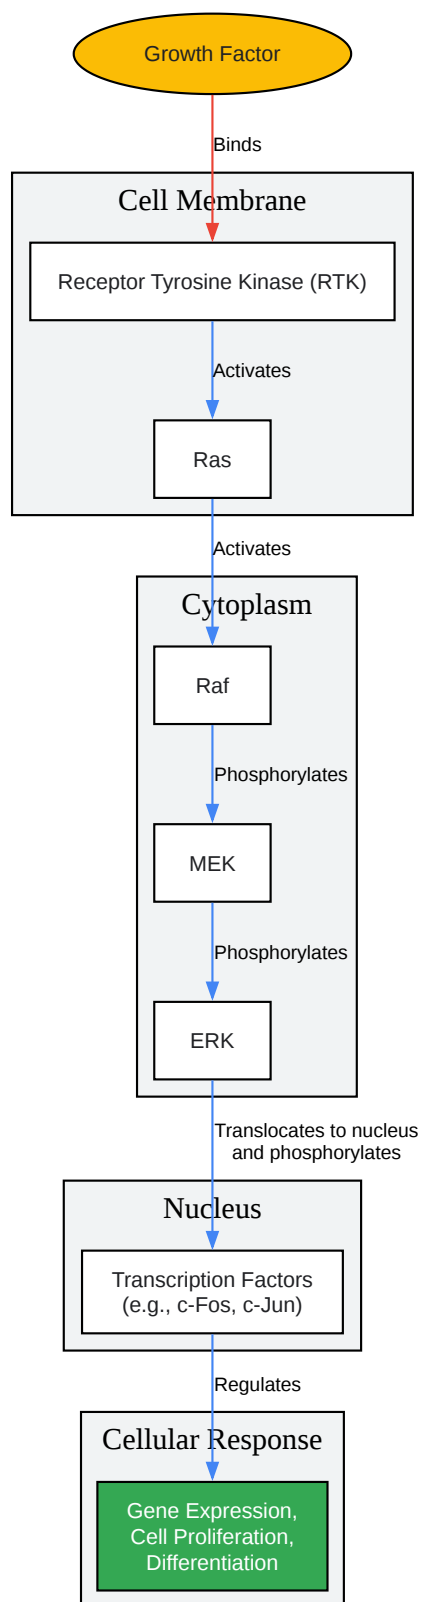 Growth Factor
Binds
Cell Membrane
Receptor Tyrosine Kinase (RTK)
Activates
Ras
Activates
Cytoplasm
Raf
Phosphorylates
MEK
Phosphorylates
ERK
Translocates to nucleus
and phosphorylates
Nucleus
Transcription Factors
(e.g., c-Fos, c-Jun)
Regulates
Cellular Response
Gene Expression,
Cell Proliferation,
Differentiation